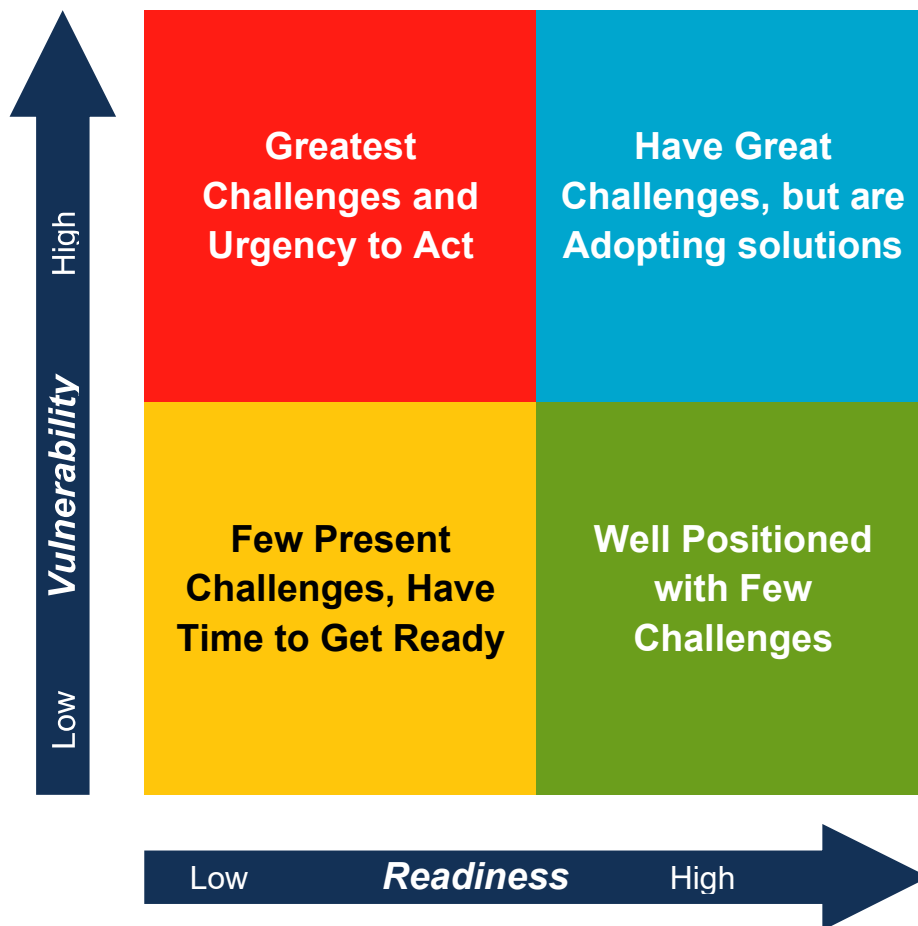 Greatest
Challenges and
Urgency to Act
Have Great
Challenges, but are
Adopting solutions
Few Present
Challenges, Have
Time to Get Ready
Well Positioned
with Few
Challenges
Low Vulnerability High
Low Readiness High